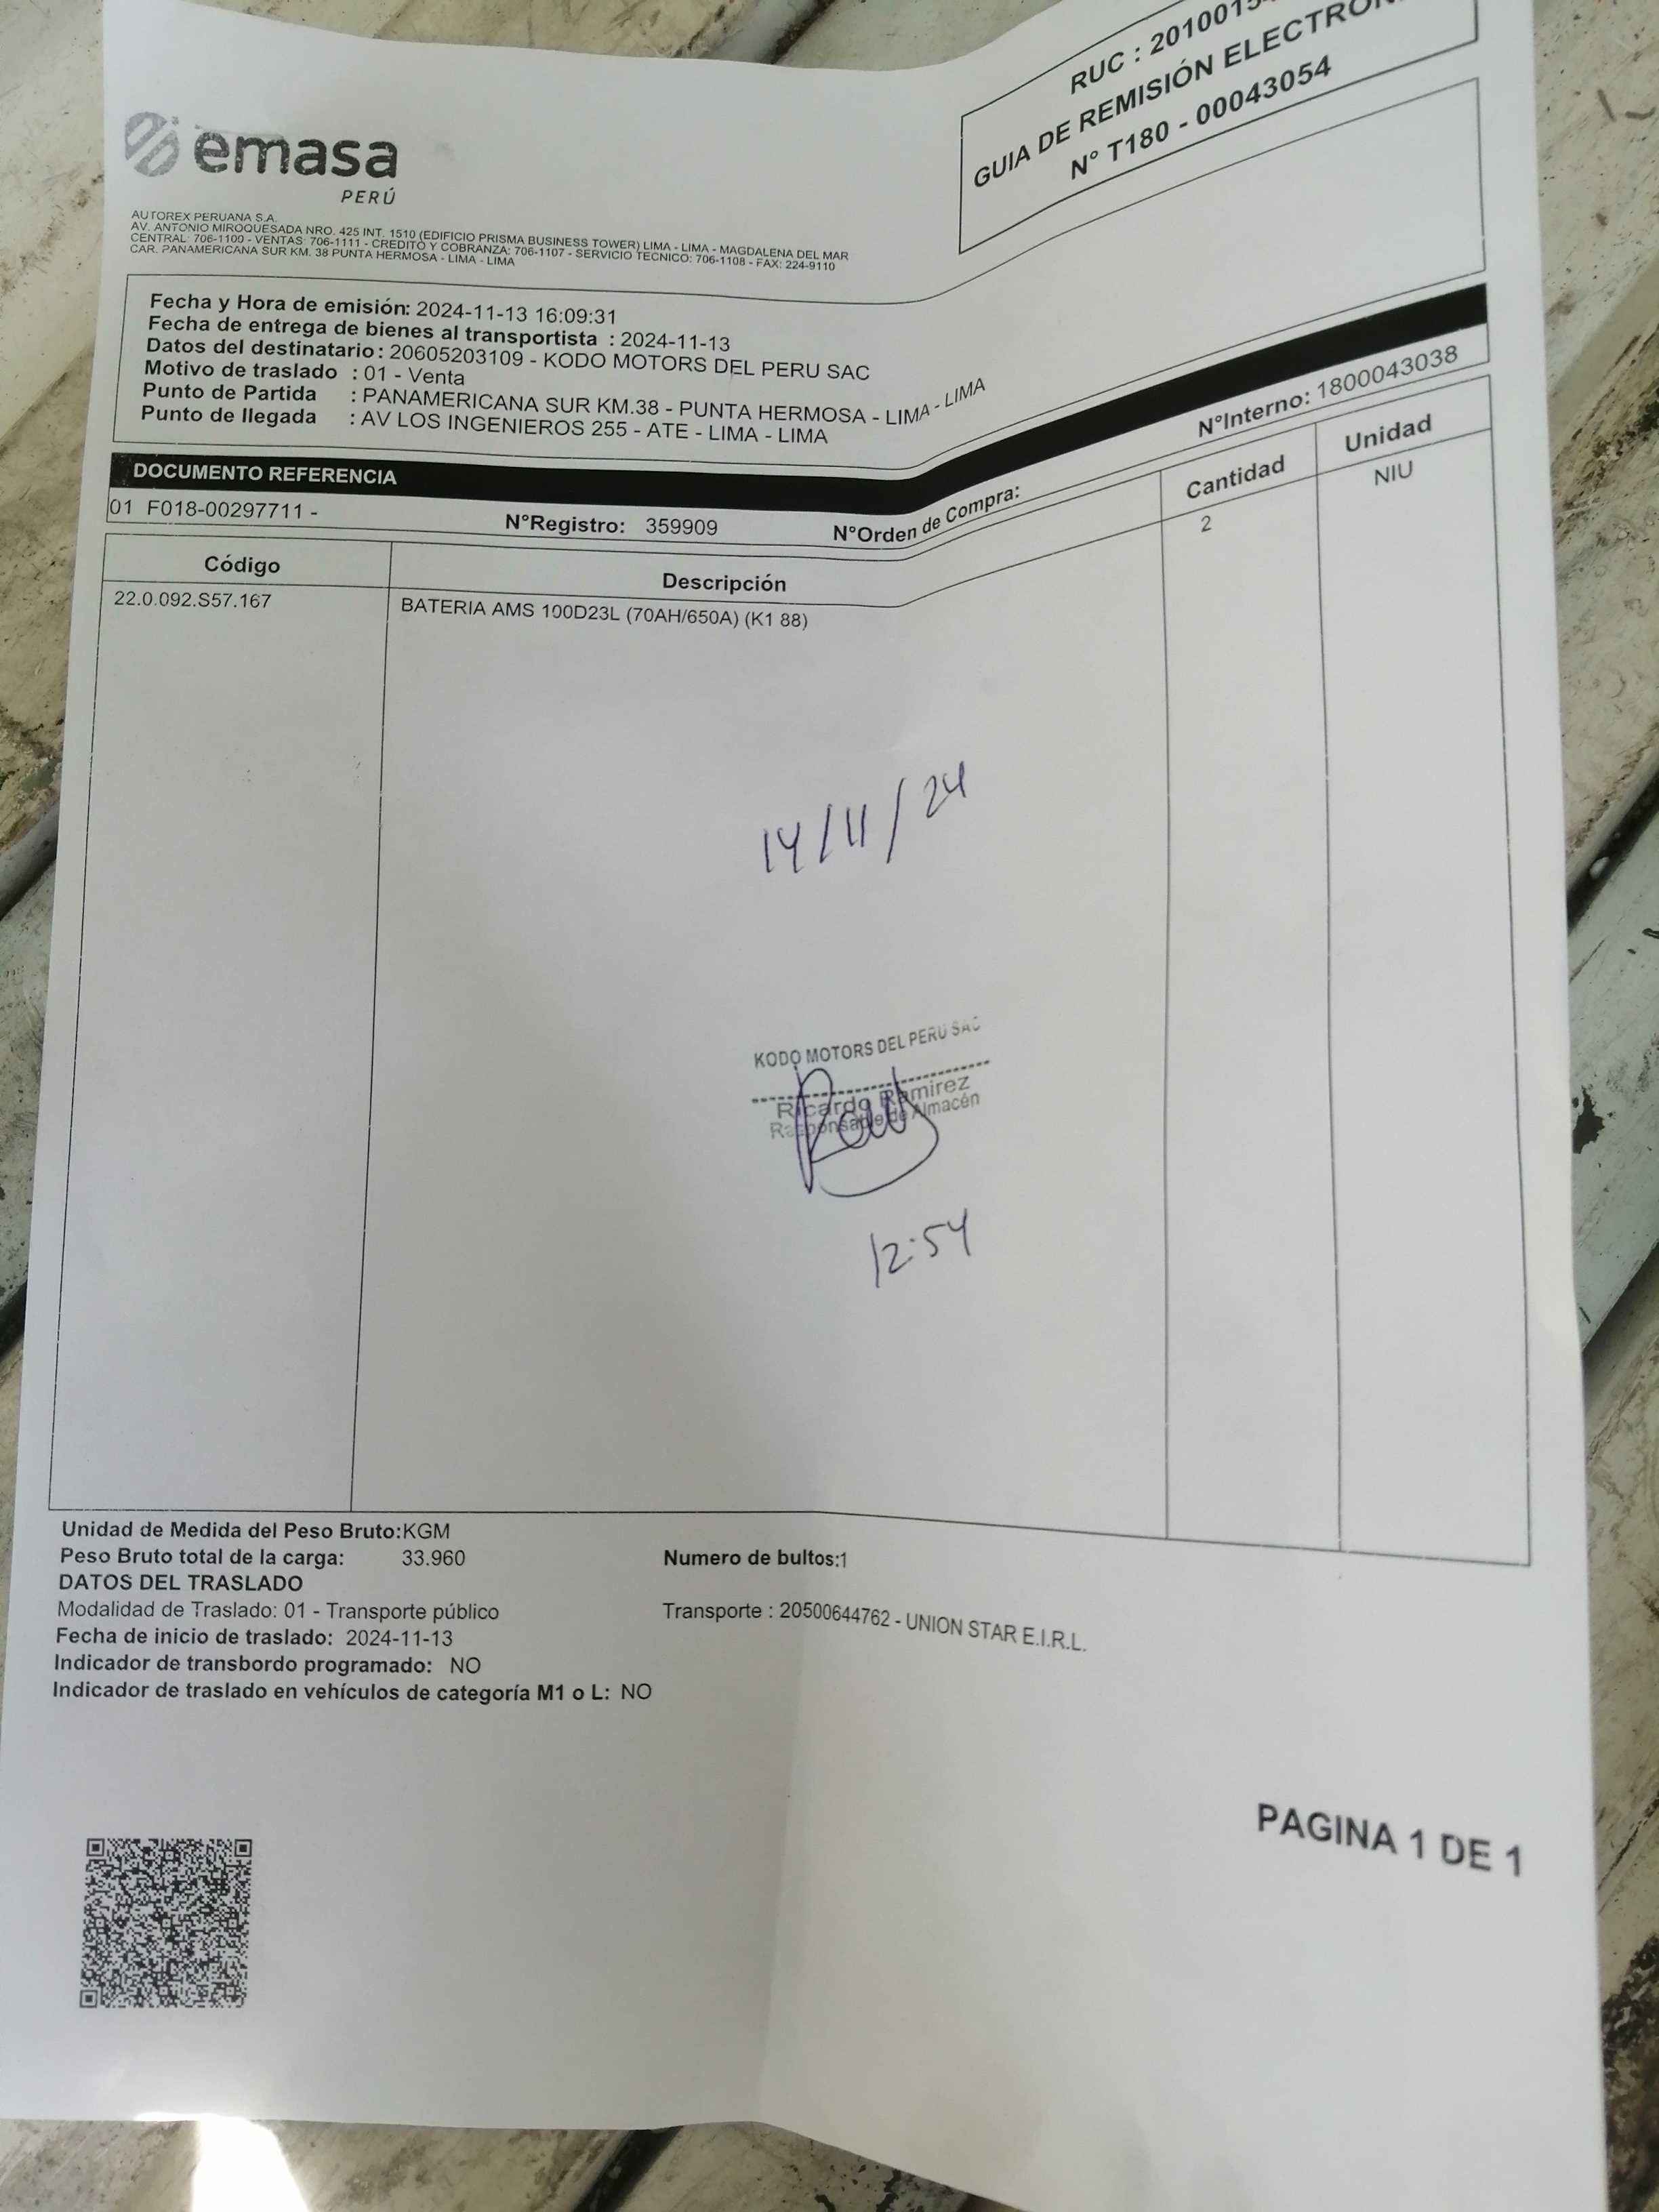 RUC : 2010015
GUIA DE REMISIÓN ELECTRÓN
N° T180 - 00043054
emasa
PERÚ
AUTOREX PERUANA S.A.
AV. ANTONIO MIROQUESADA NRO. 425 INT. 1510 (EDIFICIO PRISMA BUSINESS TOWER) LIMA - LIMA - MAGDALENA DEL MAR
CENTRAL: 706-1100 - VENTAS: 706-1111 - CREDITO Y COBRANZA: 706-1107 - SERVICIO TECNICO: 706-1108 - FAX: 224-9110
CAR. PANAMERICANA SUR KM. 38 PUNTA HERMOSA - LIMA - LIMA
Fecha y Hora de emisión: 2024-11-13 16:09:31
Fecha de entrega de bienes al transportista : 2024-11-13
Datos del destinatario : 20605203109 - KODO MOTORS DEL PERU SAC
Motivo de traslado : 01 - Venta
Punto de Partida : PANAMERICANA SUR KM.38 - PUNTA HERMOSA - LIMA - LIMA
Punto de llegada : AV LOS INGENIEROS 255 - ATE - LIMA - LIMA
DOCUMENTO REFERENCIA
01 F018-00297711 - N°Registro: 359909 N°Orden de Compra: N°Interno: 1800043038
Código Descripción Cantidad Unidad
22.0.092.S57.167 BATERIA AMS 100D23L (70AH/650A) (K1 88) 2 NIU
14/11/24
KODO MOTORS DEL PERU SAC
Ricardo Ramirez
Responsable de Almacén
12:54
Unidad de Medida del Peso Bruto:KGM
Peso Bruto total de la carga: 33.960 Numero de bultos:1
DATOS DEL TRASLADO
Modalidad de Traslado: 01 - Transporte público Transporte : 20500644762 - UNION STAR E.I.R.L.
Fecha de inicio de traslado: 2024-11-13
Indicador de transbordo programado: NO
Indicador de traslado en vehículos de categoría M1 o L: NO
PAGINA 1 DE 1